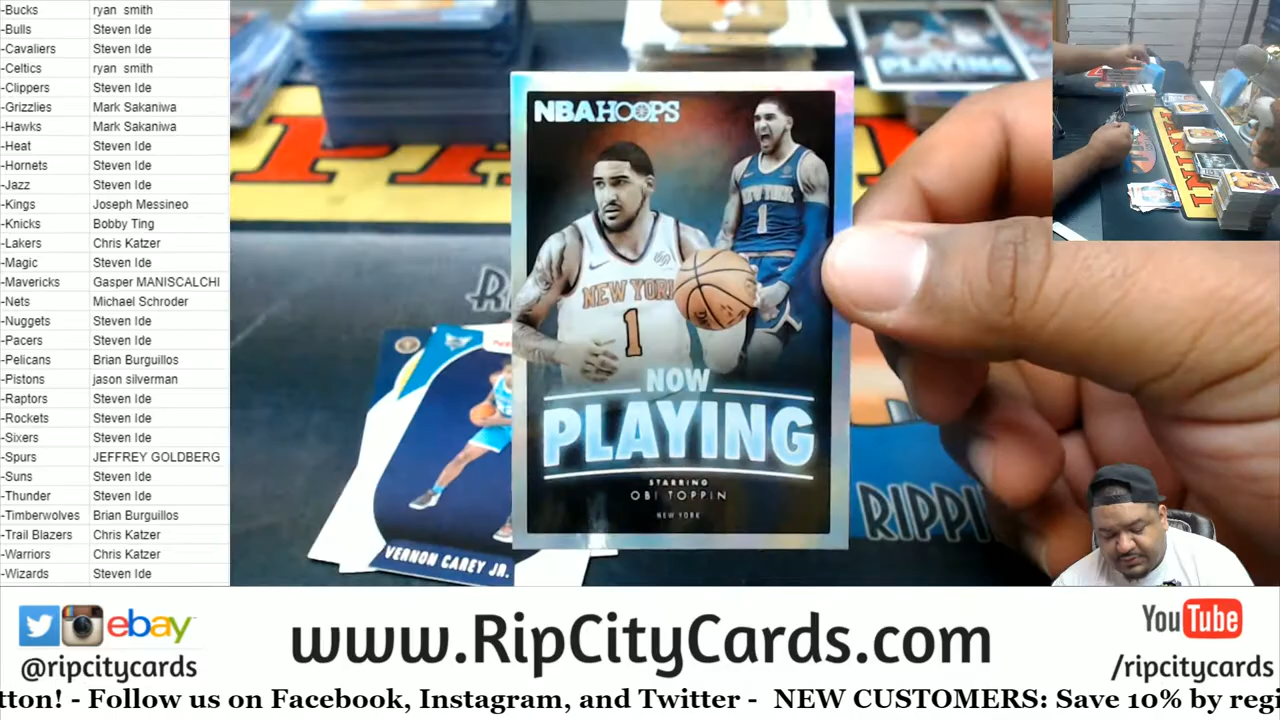 -Bucks ryan smith
-Bulls Steven Ide
-Cavaliers Steven Ide
-Celtics ryan smith
-Clippers Steven Ide
-Grizzlies Mark Sakaniwa
-Hawks Mark Sakaniwa
-Heat Steven Ide
-Hornets Steven Ide
-Jazz Steven Ide
-Kings Joseph Messineo
-Knicks Bobby Ting
-Lakers Chris Katzer
-Magic Steven Ide
-Mavericks Gasper MANISCALCHI
-Nets Michael Schroder
-Nuggets Steven Ide
-Pacers Steven Ide
-Pelicans Brian Burguillos
-Pistons jason silverman
-Raptors Steven Ide
-Rockets Steven Ide
-Sixers Steven Ide
-Spurs JEFFREY GOLDBERG
-Suns Steven Ide
-Thunder Steven Ide
-Timberwolves Brian Burguillos
-Trail Blazers Chris Katzer
-Warriors Chris Katzer
-Wizards Steven Ide
PLAYING
NBA HOOPS
NEW YORK
1
NEW YORK
1
NOW
PLAYING
STARRING
OBI TOPPIN
NEW YORK
VERNON CAREY JR.
RIPPI
PANINI
ebay
@ripcitycards
www.RipCityCards.com
YouTube
/ripcitycards
tton! - Follow us on Facebook, Instagram, and Twitter - NEW CUSTOMERS: Save 10% by regi